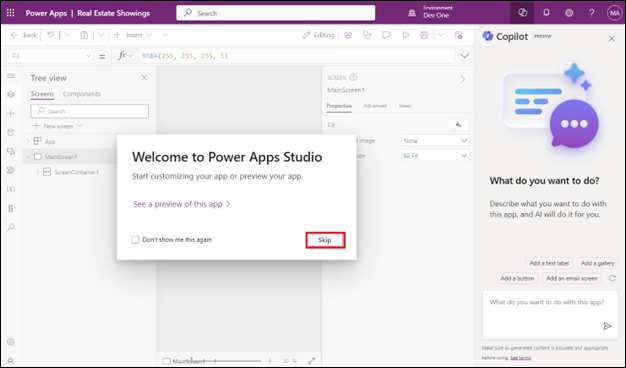 Power Apps | Real Estate Showings
Search
Environment
Dev One
MA
Back
Insert
Editing
Fill
= fx RGBA(255, 255, 255, 1)
Copilot PREVIEW
Tree view
Screens Components
Search
New screen
App
MainScreen1
ScreenContainer1
SCREEN
MainScreen1
Properties Advanced Ideas
Fill
image None
Fit
Welcome to Power Apps Studio
Start customizing your app or preview your app.
See a preview of this app
Don't show me this again
Skip
What do you want to do?
Describe what you want to do with
this app, and AI will do it for you.
Add a text label Add a gallery
Add a button Add an email screen
What do you want to do with this app?
Make sure AI-generated content is accurate and appropriate
before using. See terms
MainScreen1
%